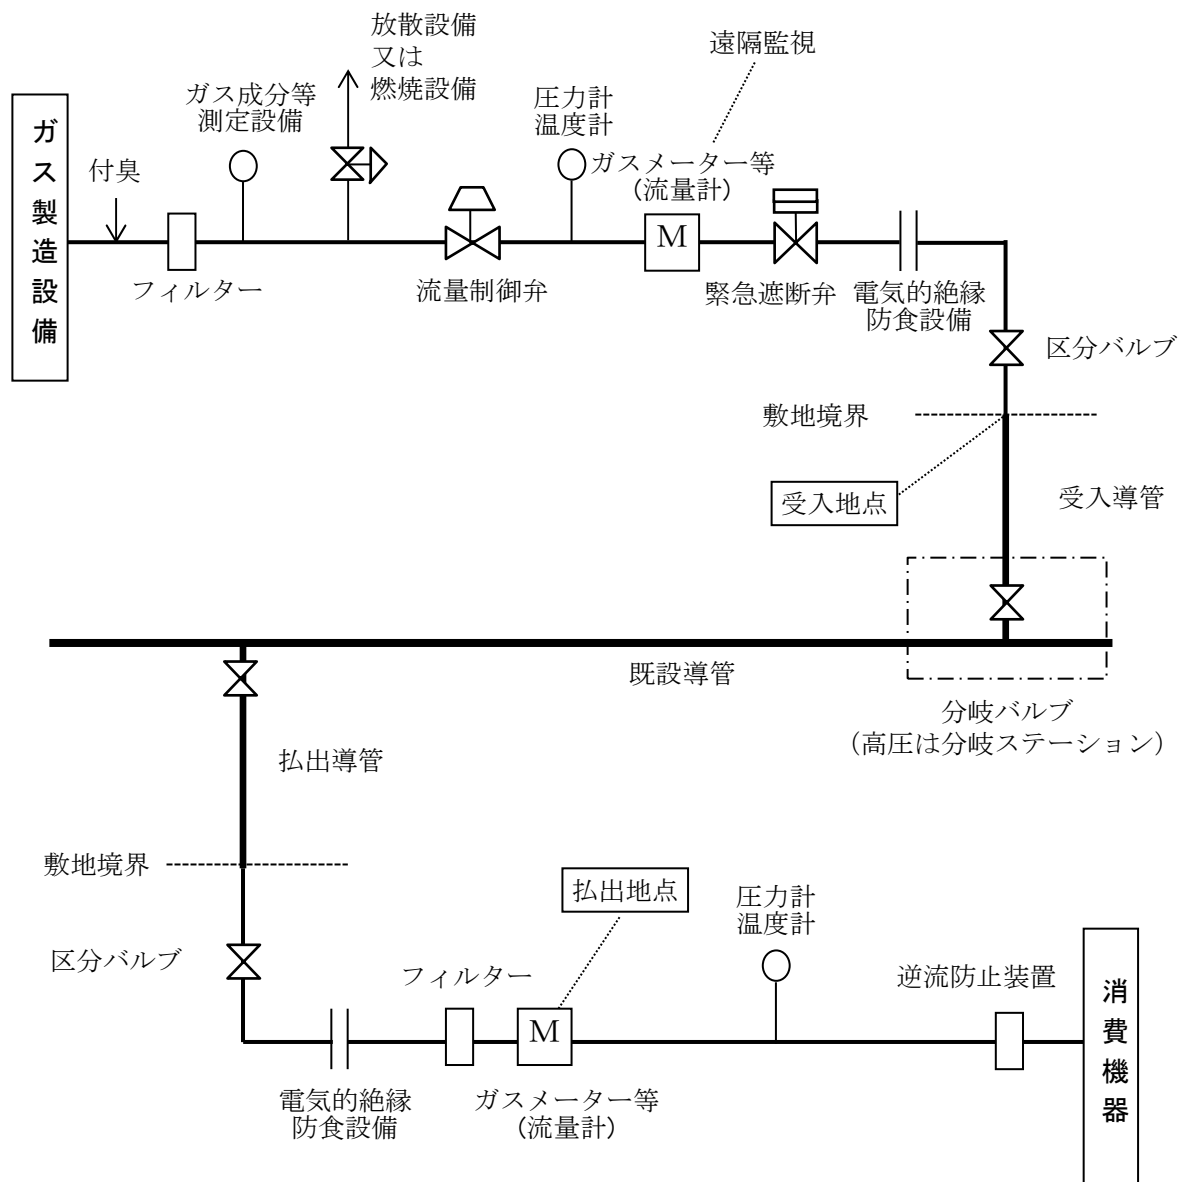 放散設備
又は
燃焼設備
遠隔監視
ガス成分等
測定設備
圧力計
温度計
ガス製造設備
付臭
ガスメーター等
(流量計)
M
フィルター
流量制御弁
緊急遮断弁
電気的絶縁
防食設備
区分バルブ
敷地境界
受入地点
受入導管
既設導管
分岐バルブ
(高圧は分岐ステーション)
払出導管
敷地境界
払出地点
圧力計
温度計
区分バルブ
フィルター
逆流防止装置
消費機器
M
電気的絶縁
防食設備
ガスメーター等
(流量計)